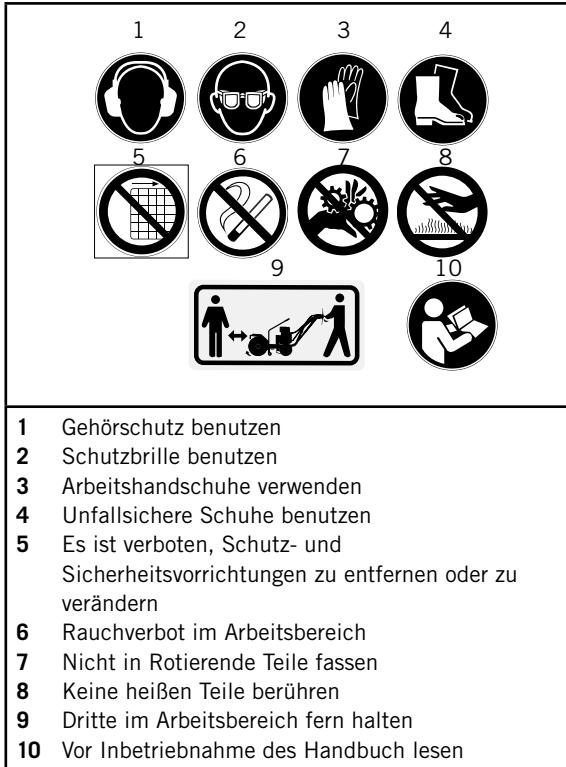 1 2 3 4
5 6 7 8
9 10
1 Gehörschutz benutzen
2 Schutzbrille benutzen
3 Arbeitshandschuhe verwenden
4 Unfallsichere Schuhe benutzen
5 Es ist verboten, Schutz- und
Sicherheitsvorrichtungen zu entfernen oder zu
verändern
6 Rauchverbot im Arbeitsbereich
7 Nicht in Rotierende Teile fassen
8 Keine heißen Teile berühren
9 Dritte im Arbeitsbereich fern halten
10 Vor Inbetriebnahme des Handbuch lesen